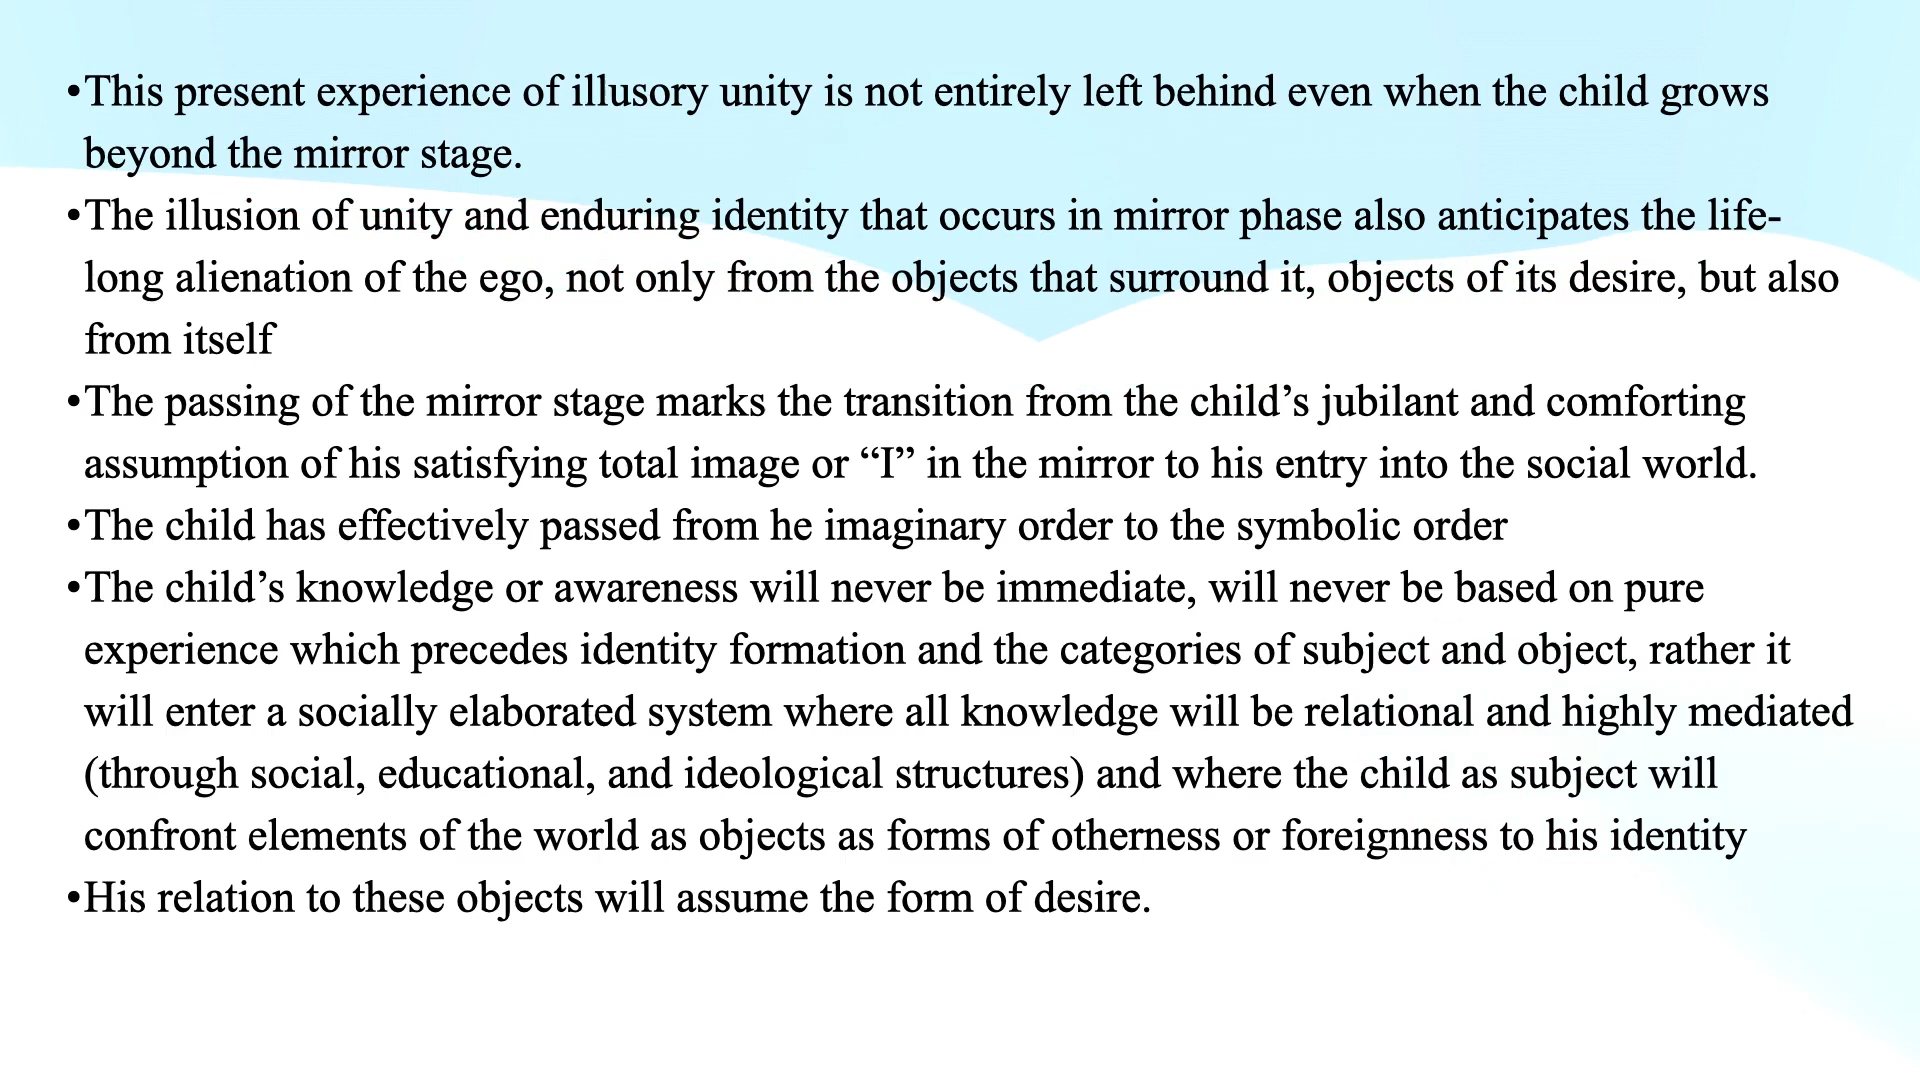 •This present experience of illusory unity is not entirely left behind even when the child grows
beyond the mirror stage.
•The illusion of unity and enduring identity that occurs in mirror phase also anticipates the life-
long alienation of the ego, not only from the objects that surround it, objects of its desire, but also
from itself
•The passing of the mirror stage marks the transition from the child’s jubilant and comforting
assumption of his satisfying total image or “I” in the mirror to his entry into the social world.
•The child has effectively passed from he imaginary order to the symbolic order
•The child’s knowledge or awareness will never be immediate, will never be based on pure
experience which precedes identity formation and the categories of subject and object, rather it
will enter a socially elaborated system where all knowledge will be relational and highly mediated
(through social, educational, and ideological structures) and where the child as subject will
confront elements of the world as objects as forms of otherness or foreignness to his identity
•His relation to these objects will assume the form of desire.